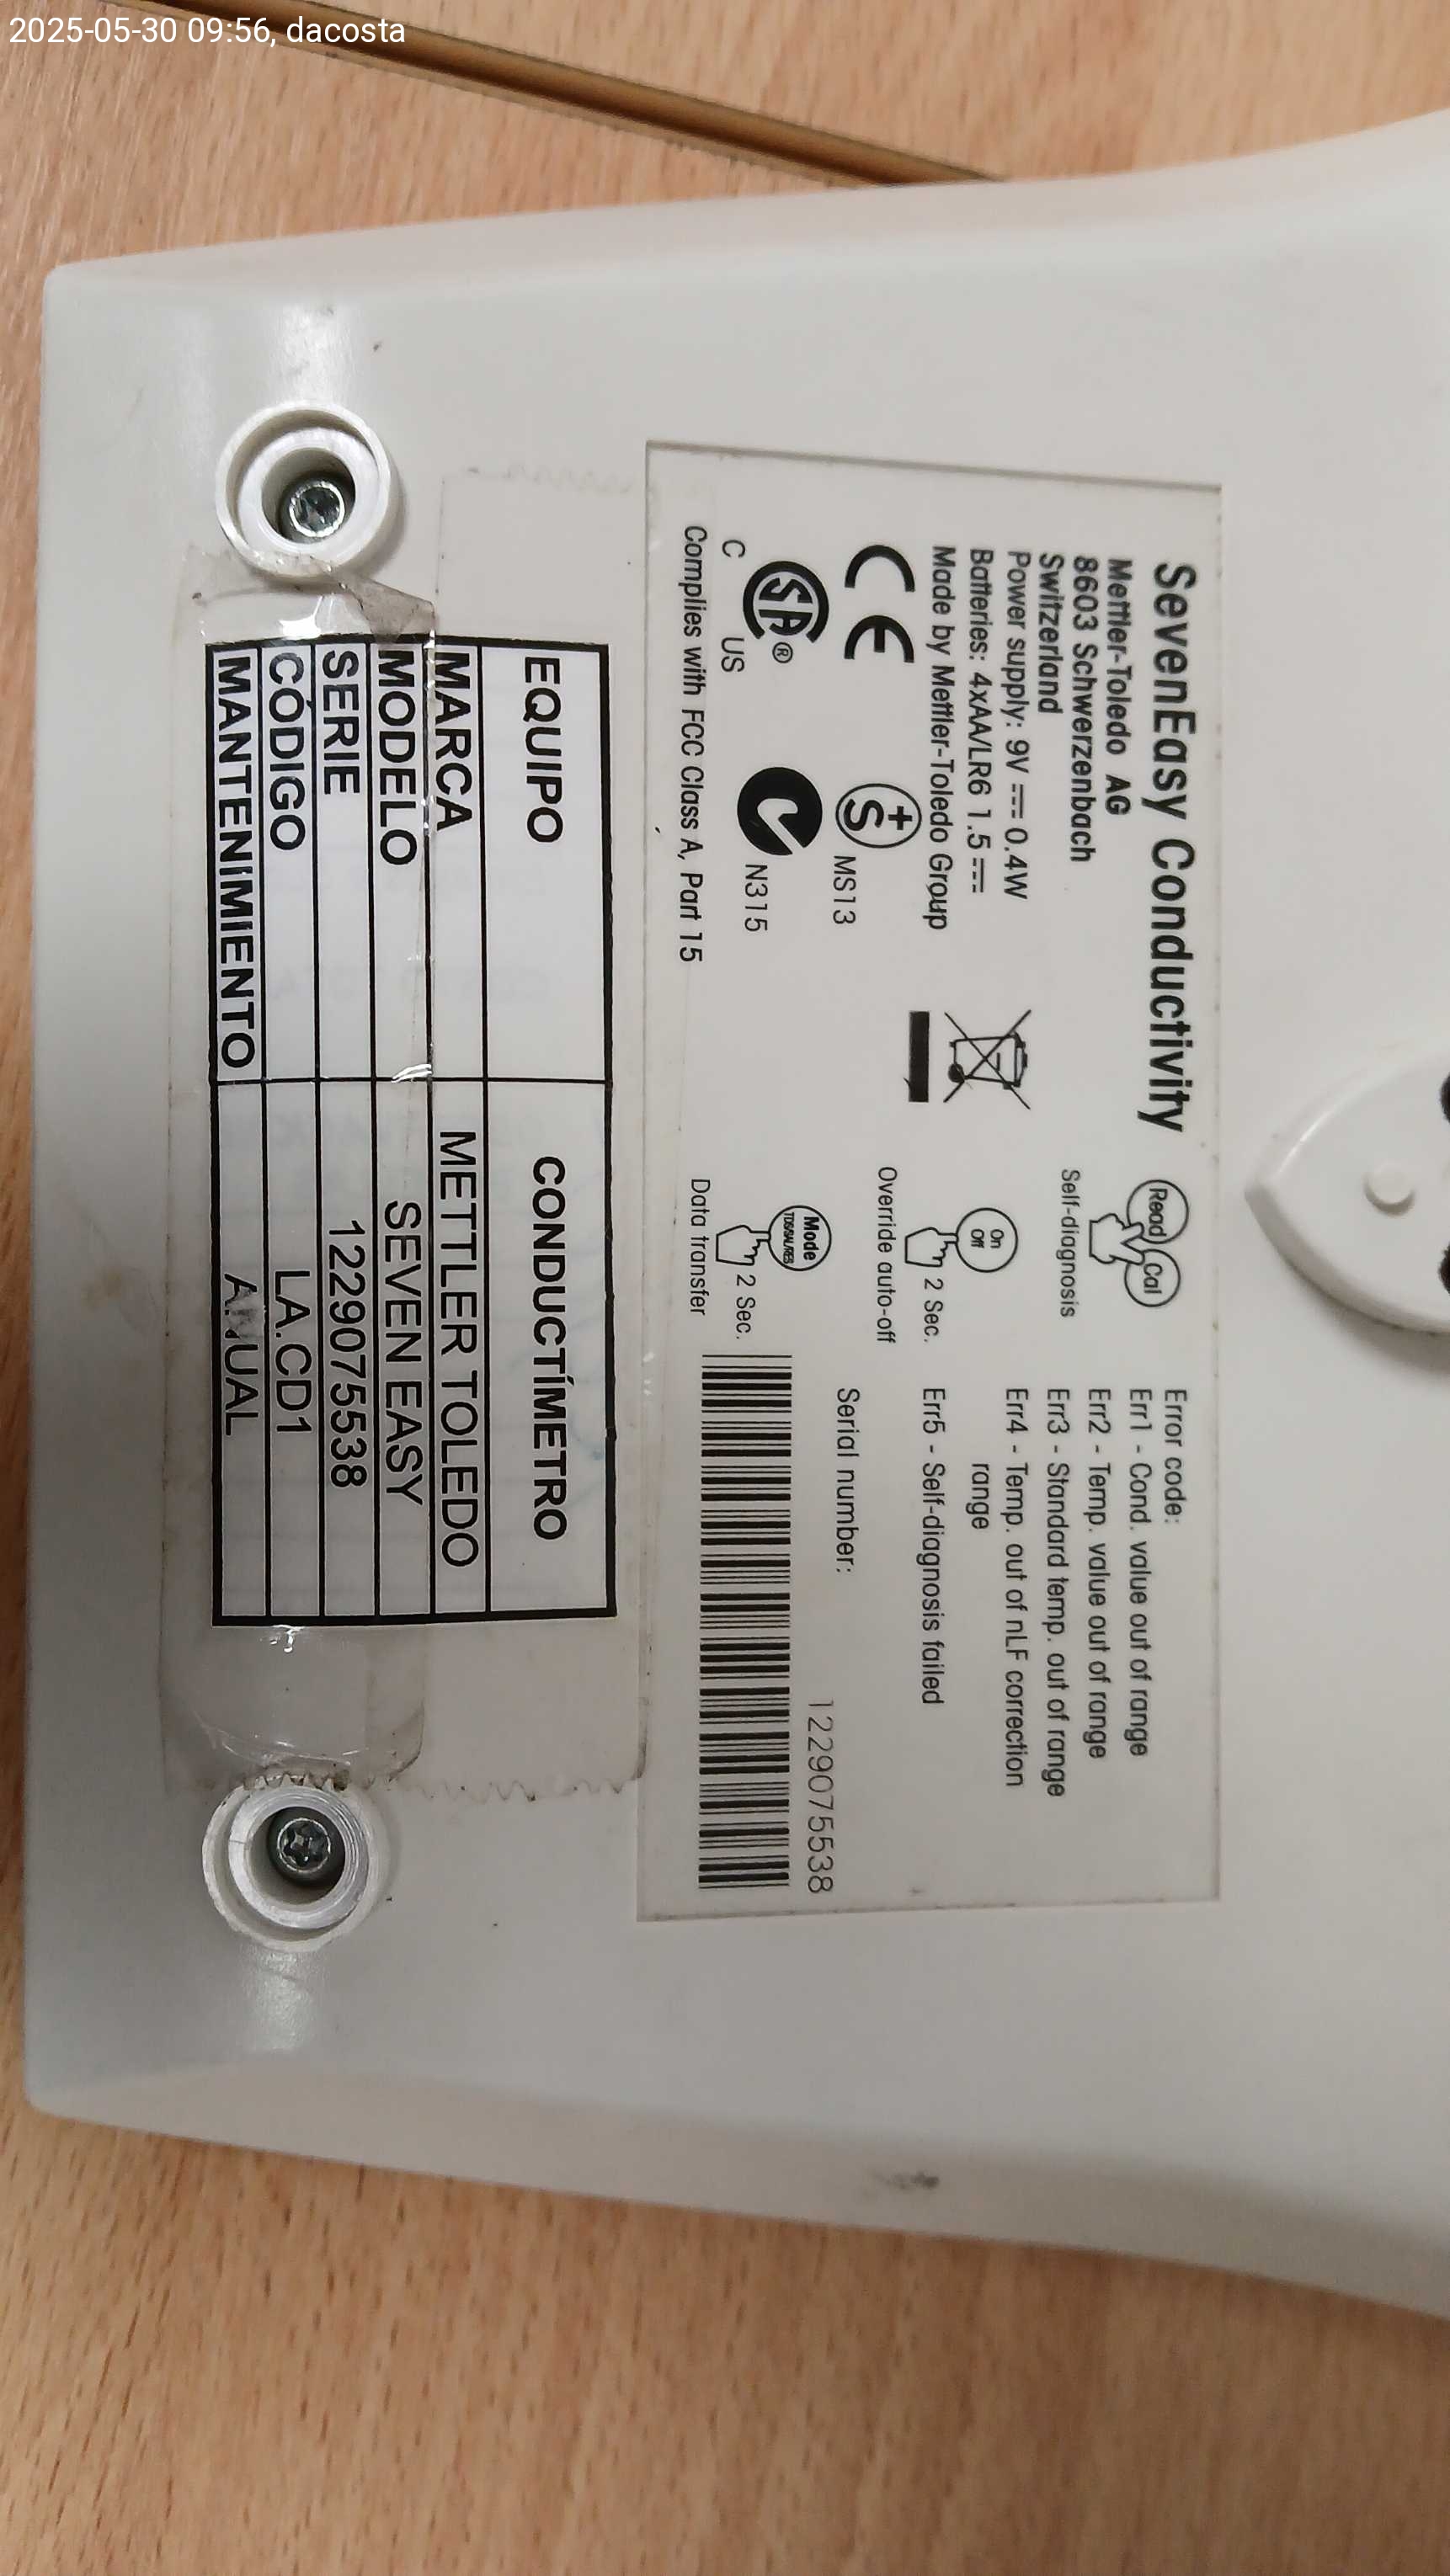 2025-05-30 09:56, dacosta
SevenEasy Conductivity
Mettler-Toledo AG
8603 Schwerzenbach
Switzerland
Power supply: 9V 0.4W
Batteries: 4xAA/LR6 1.5
Made by Mettler-Toledo Group
CE
S
MS13
C SA® US
N315
Complies with FCC Class A, Part 15
Read
Cal
Self-diagnosis
On
Off
2 Sec.
Override auto-off
Mode
TDS/SAL/RES
2 Sec.
Data transfer
Error code:
Err1 - Cond. value out of range
Err2 - Temp. value out of range
Err3 - Standard temp. out of range
Err4 - Temp. out of nLF correction
range
Err5 - Self-diagnosis failed
Serial number:
1229075538
EQUIPO CONDUCTÍMETRO
MARCA METTLER TOLEDO
MODELO SEVEN EASY
SERIE 1229075538
CÓDIGO LA.CD1
MANTENIMIENTO ANUAL